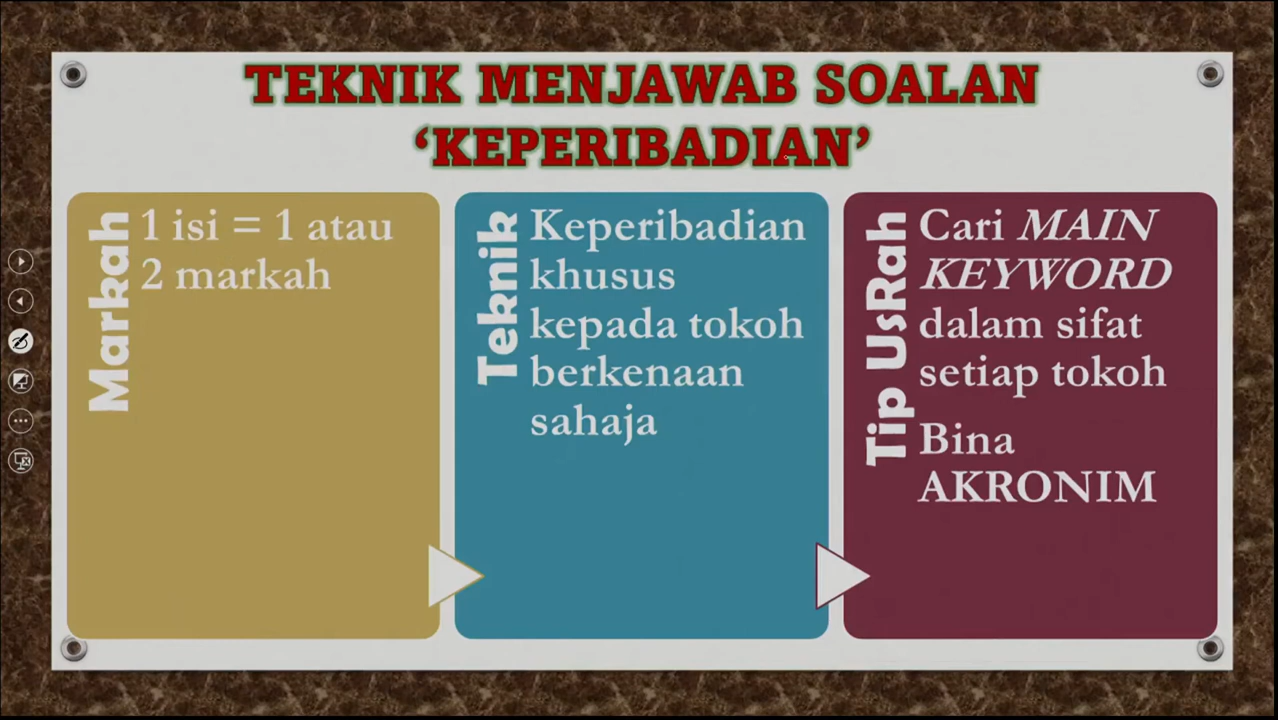 TEKNIK MENJAWAB SOALAN
‘KEPERIBADIAN’
Markah
1 isi = 1 atau
2 markah
Teknik
Keperibadian
khusus
kepada tokoh
berkenaan
sahaja
Tip UsRah
Cari MAIN
KEYWORD
dalam sifat
setiap tokoh
Bina
AKRONIM